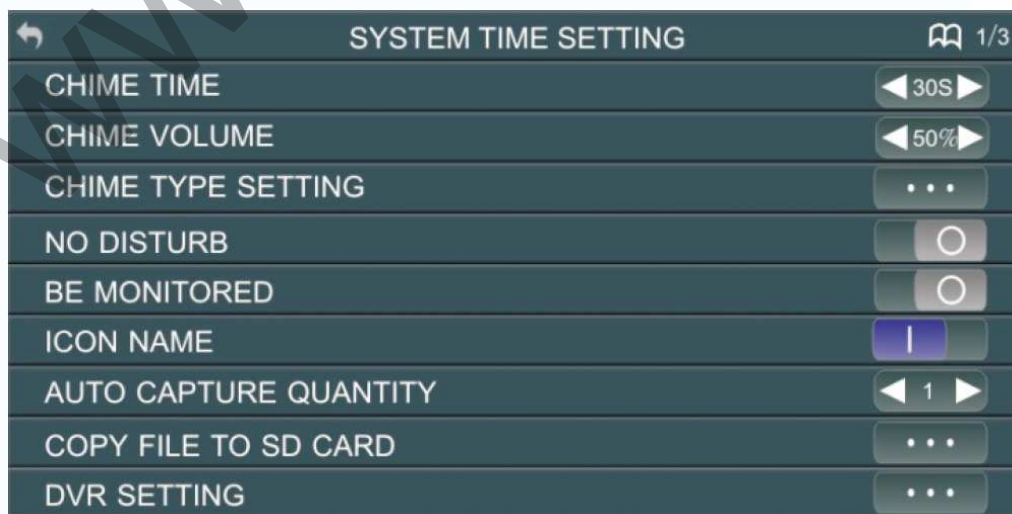 SYSTEM TIME SETTING 1/3
CHIME TIME 30S
CHIME VOLUME 50%
CHIME TYPE SETTING ...
NO DISTURB
BE MONITORED
ICON NAME
AUTO CAPTURE QUANTITY 1
COPY FILE TO SD CARD ...
DVR SETTING ...